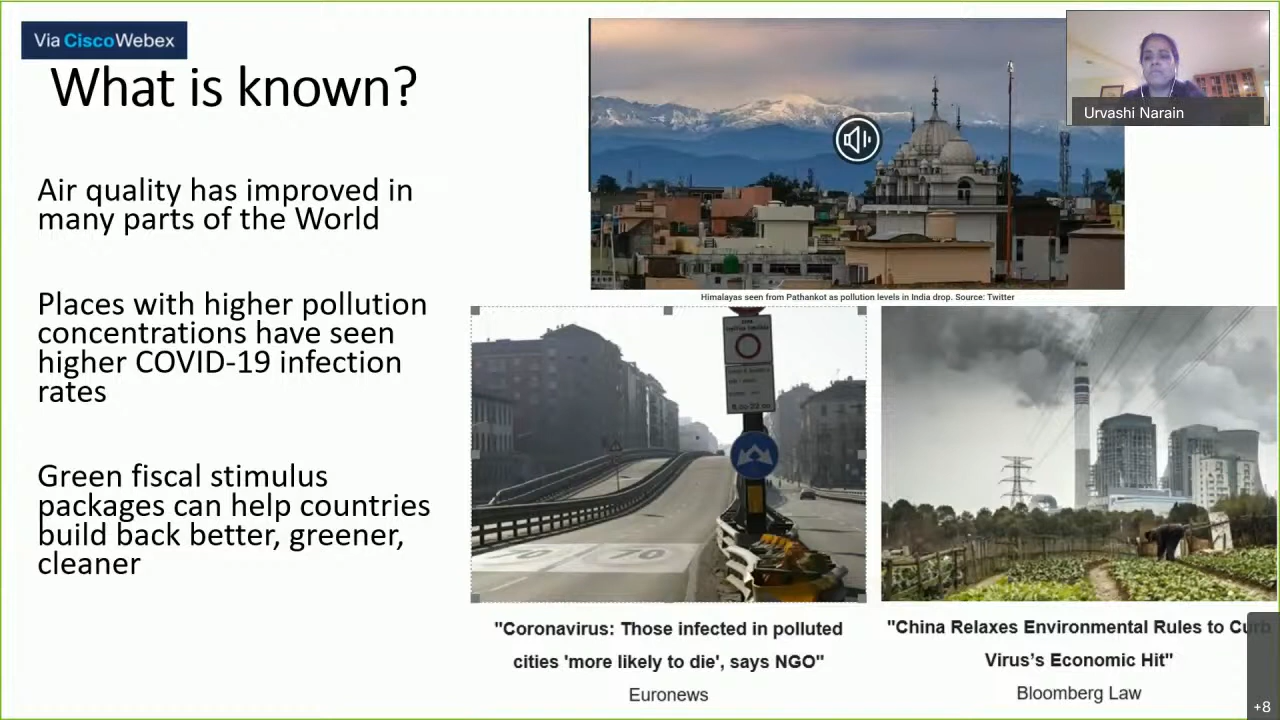 Via CiscoWebex
What is known?
Air quality has improved in
many parts of the World
Places with higher pollution
concentrations have seen
higher COVID-19 infection
rates
Green fiscal stimulus
packages can help countries
build back better, greener,
cleaner
Urvashi Narain
Himalayas seen from Pathankot as pollution levels in India drop. Source: Twitter
70 70
"Coronavirus: Those infected in polluted
cities 'more likely to die', says NGO"
Euronews
"China Relaxes Environmental Rules to Curb
Virus's Economic Hit"
Bloomberg Law
+8